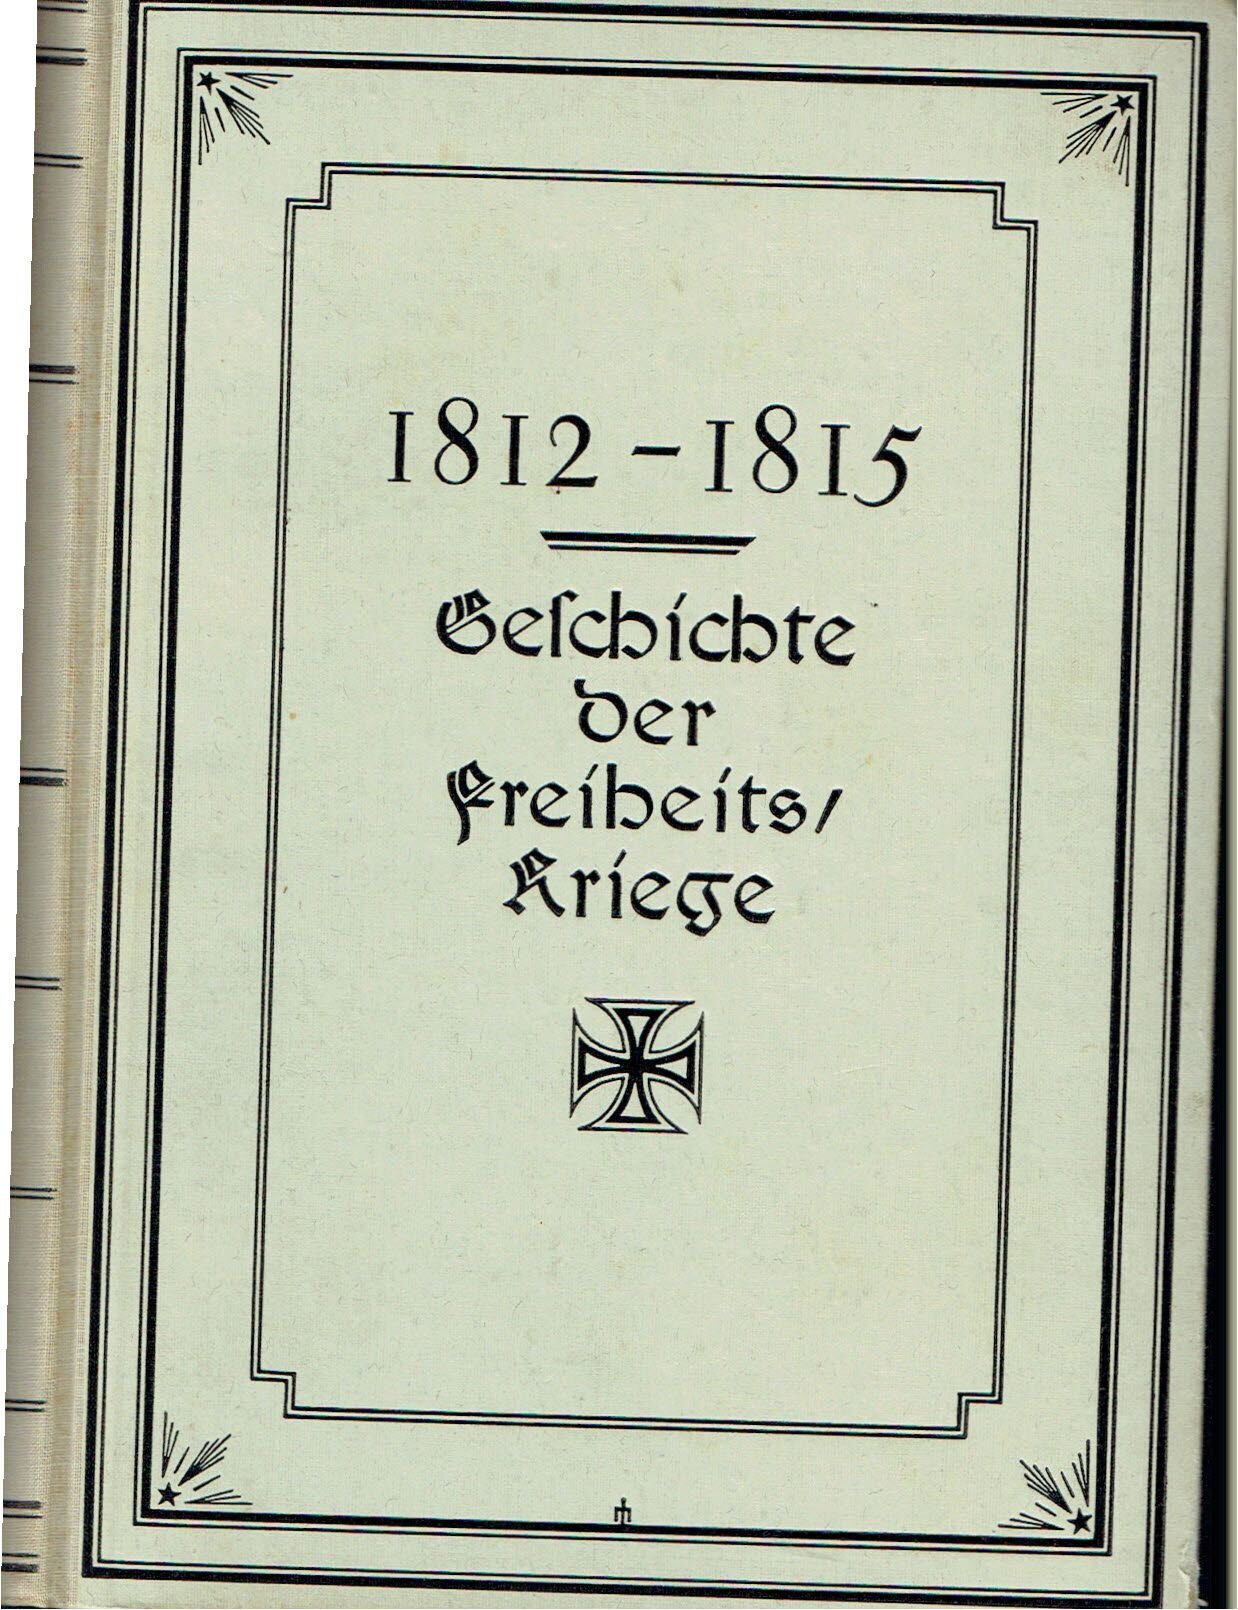 1812 – 1815
Geſchichte
der
Freiheits/
Kriege